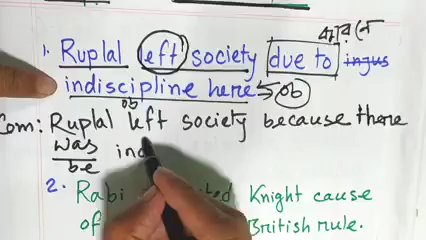 কারণে
1. Ruplal left society due to ingus
indiscipline here ob
ob
Com: Ruplal left society because there
was ind
be
2. Rabi Knight cause
of British rule.